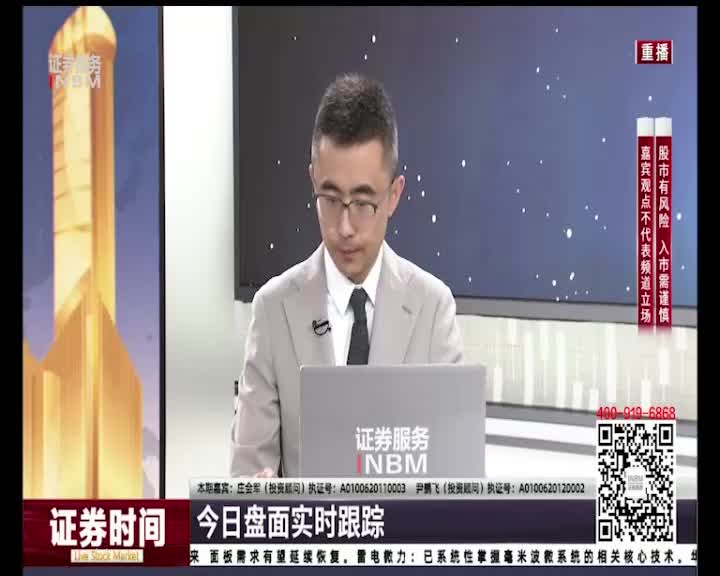 证券服务
INBM
重播
股市有风险 入市需谨慎
嘉宾观点不代表频道立场
400-919-6868
证券服务
INBM
本期嘉宾：庄会军（投资顾问）执证号：A0100620110003 尹鹏飞（投资顾问）执证号：A0100620120002
证券时间
Live Stock Market
今日盘面实时跟踪
来 面板需求有望延续恢复。雷电微力：已系统性掌握毫米波微系统的相关核心技术。华